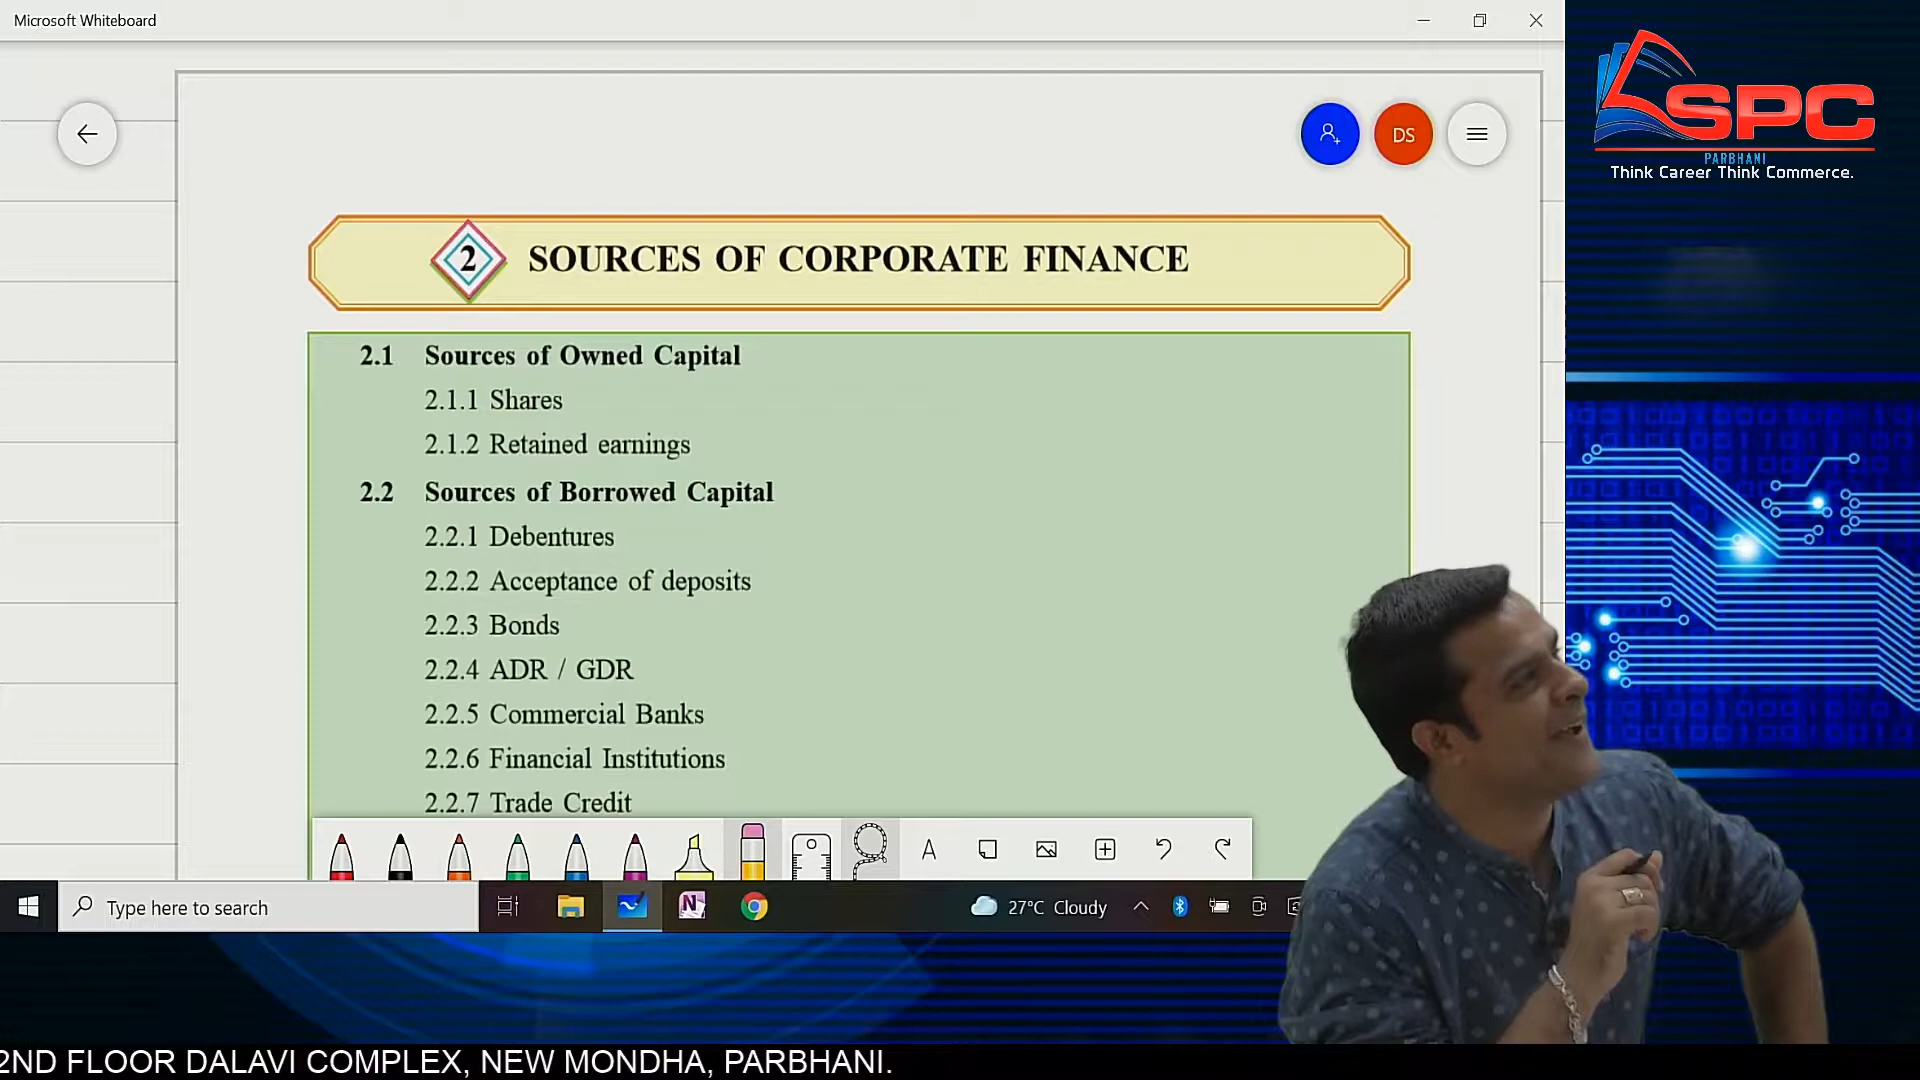 Microsoft Whiteboard
DS
SPC
PARBHANI
Think Career Think Commerce.
2 SOURCES OF CORPORATE FINANCE
2.1 Sources of Owned Capital
2.1.1 Shares
2.1.2 Retained earnings
2.2 Sources of Borrowed Capital
2.2.1 Debentures
2.2.2 Acceptance of deposits
2.2.3 Bonds
2.2.4 ADR / GDR
2.2.5 Commercial Banks
2.2.6 Financial Institutions
2.2.7 Trade Credit
Type here to search
27°C Cloudy
2ND FLOOR DALAVI COMPLEX, NEW MONDHA, PARBHANI.